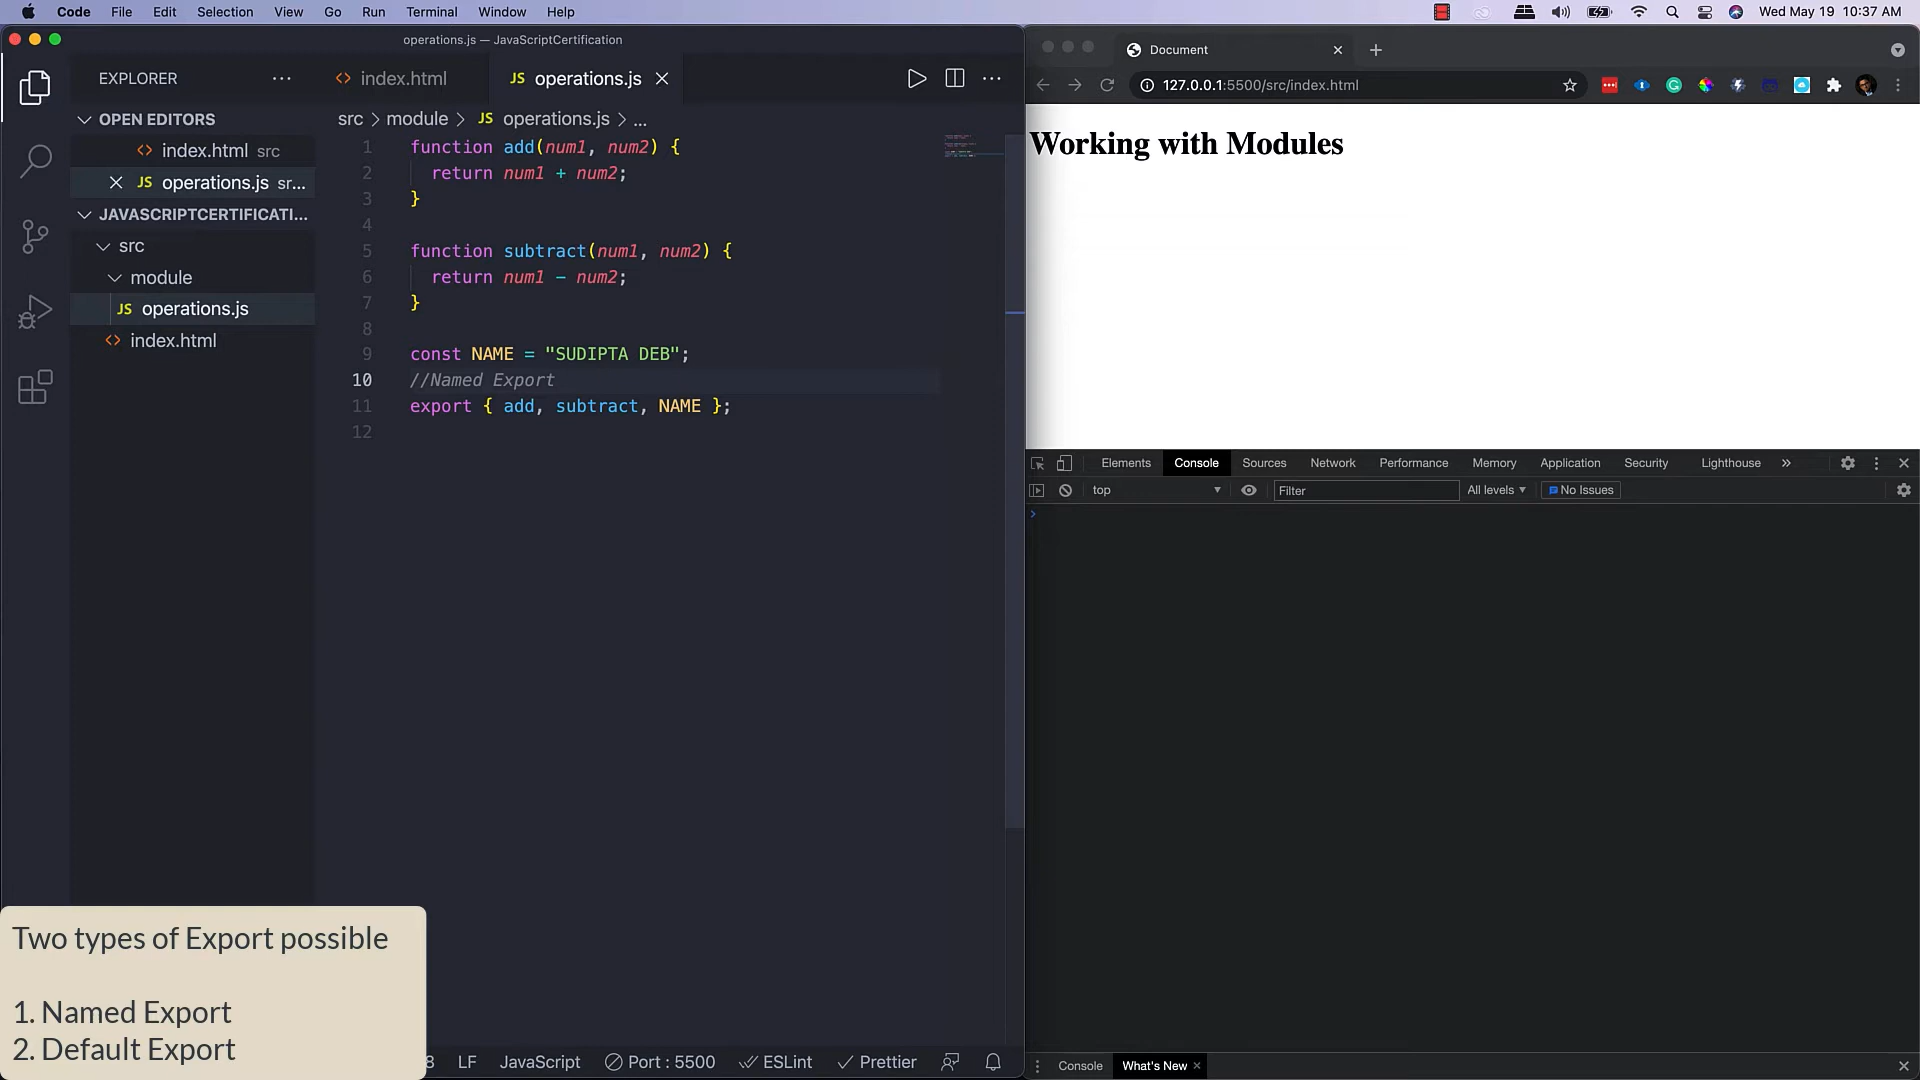 Code File Edit Selection View Go Run Terminal Window Help Wed May 19 10:37 AM
operations.js — JavaScriptCertification
EXPLORER
index.html
JS operations.js
OPEN EDITORS
index.html src
JS operations.js sr...
JAVASCRIPTCERTIFICATI...
src
module
JS operations.js
index.html
src > module > JS operations.js > ...
1 function add(num1, num2) {
2 return num1 + num2;
3 }
4
5 function subtract(num1, num2) {
6 return num1 - num2;
7 }
8
9 const NAME = "SUDIPTA DEB";
10 //Named Export
11 export { add, subtract, NAME };
12
Two types of Export possible
1. Named Export
2. Default Export
8 LF JavaScript Port : 5500 ESLint Prettier
Document
127.0.0.1:5500/src/index.html
Working with Modules
Elements Console Sources Network Performance Memory Application Security Lighthouse »
top Filter All levels No Issues
Console What's New